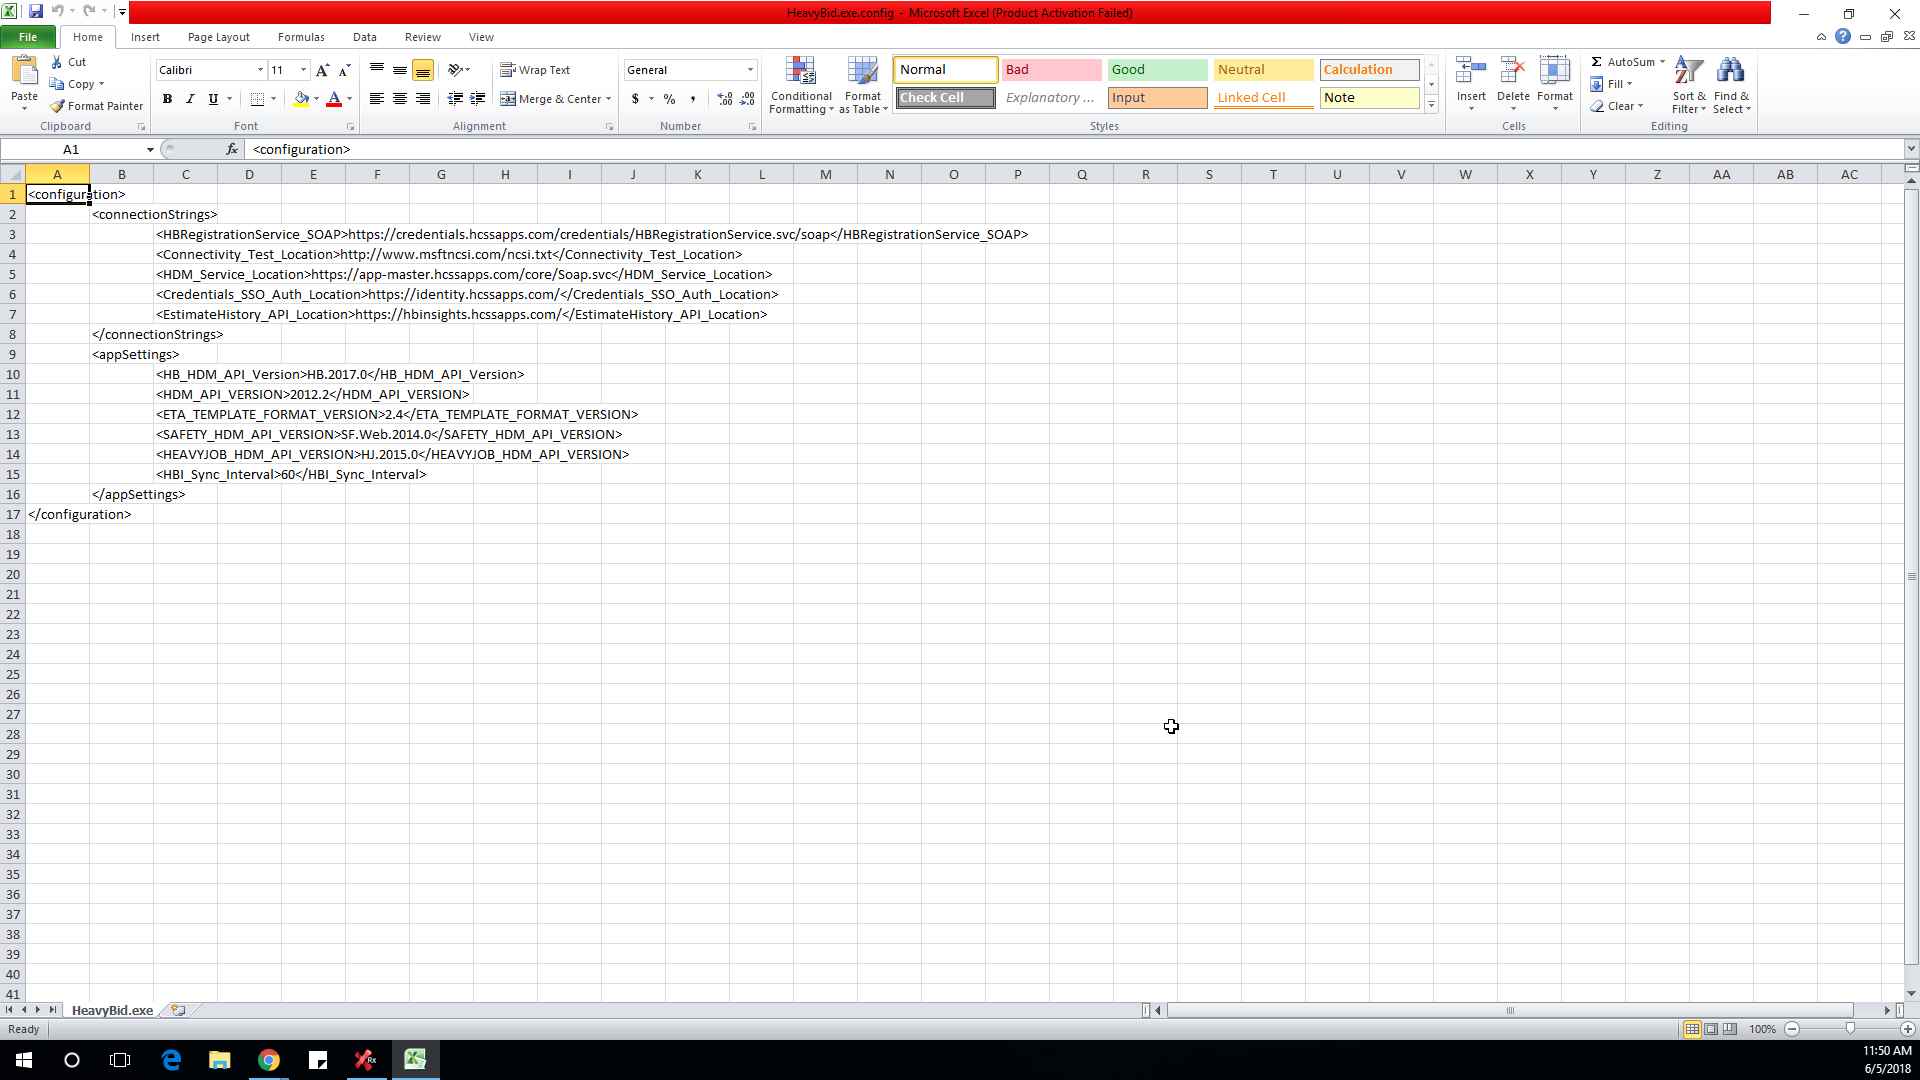 HeavyBid.exe.config - Microsoft Excel (Product Activation Failed)
File Home Insert Page Layout Formulas Data Review View
Paste
Cut
Copy
Format Painter
Clipboard
Calibri 11
B I U
Font
Wrap Text
Merge & Center
Alignment
General
$ % ,
Number
Conditional Formatting
Format as Table
Normal Bad Good Neutral Calculation
Check Cell Explanatory ... Input Linked Cell Note
Styles
Insert Delete Format
Cells
AutoSum
Fill
Clear
Sort & Filter
Find & Select
Editing
A1 fx <configuration>
A B C D E F G H I J K L M N O P Q R S T U V W X Y Z AA AB AC
1 <configuration>
2 <connectionStrings>
3 <HBRegistrationService_SOAP>https://credentials.hcssapps.com/credentials/HBRegistrationService.svc/soap</HBRegistrationService_SOAP>
4 <Connectivity_Test_Location>http://www.msftncsi.com/ncsi.txt</Connectivity_Test_Location>
5 <HDM_Service_Location>https://app-master.hcssapps.com/core/Soap.svc</HDM_Service_Location>
6 <Credentials_SSO_Auth_Location>https://identity.hcssapps.com/</Credentials_SSO_Auth_Location>
7 <EstimateHistory_API_Location>https://hbinsights.hcssapps.com/</EstimateHistory_API_Location>
8 </connectionStrings>
9 <appSettings>
10 <HB_HDM_API_Version>HB.2017.0</HB_HDM_API_Version>
11 <HDM_API_VERSION>2012.2</HDM_API_VERSION>
12 <ETA_TEMPLATE_FORMAT_VERSION>2.4</ETA_TEMPLATE_FORMAT_VERSION>
13 <SAFETY_HDM_API_VERSION>SF.Web.2014.0</SAFETY_HDM_API_VERSION>
14 <HEAVYJOB_HDM_API_VERSION>HJ.2015.0</HEAVYJOB_HDM_API_VERSION>
15 <HBI_Sync_Interval>60</HBI_Sync_Interval>
16 </appSettings>
17 </configuration>
18
19
20
21
22
23
24
25
26
27
28
29
30
31
32
33
34
35
36
37
38
39
40
41
HeavyBid.exe
Ready 100%
11:50 AM
6/5/2018